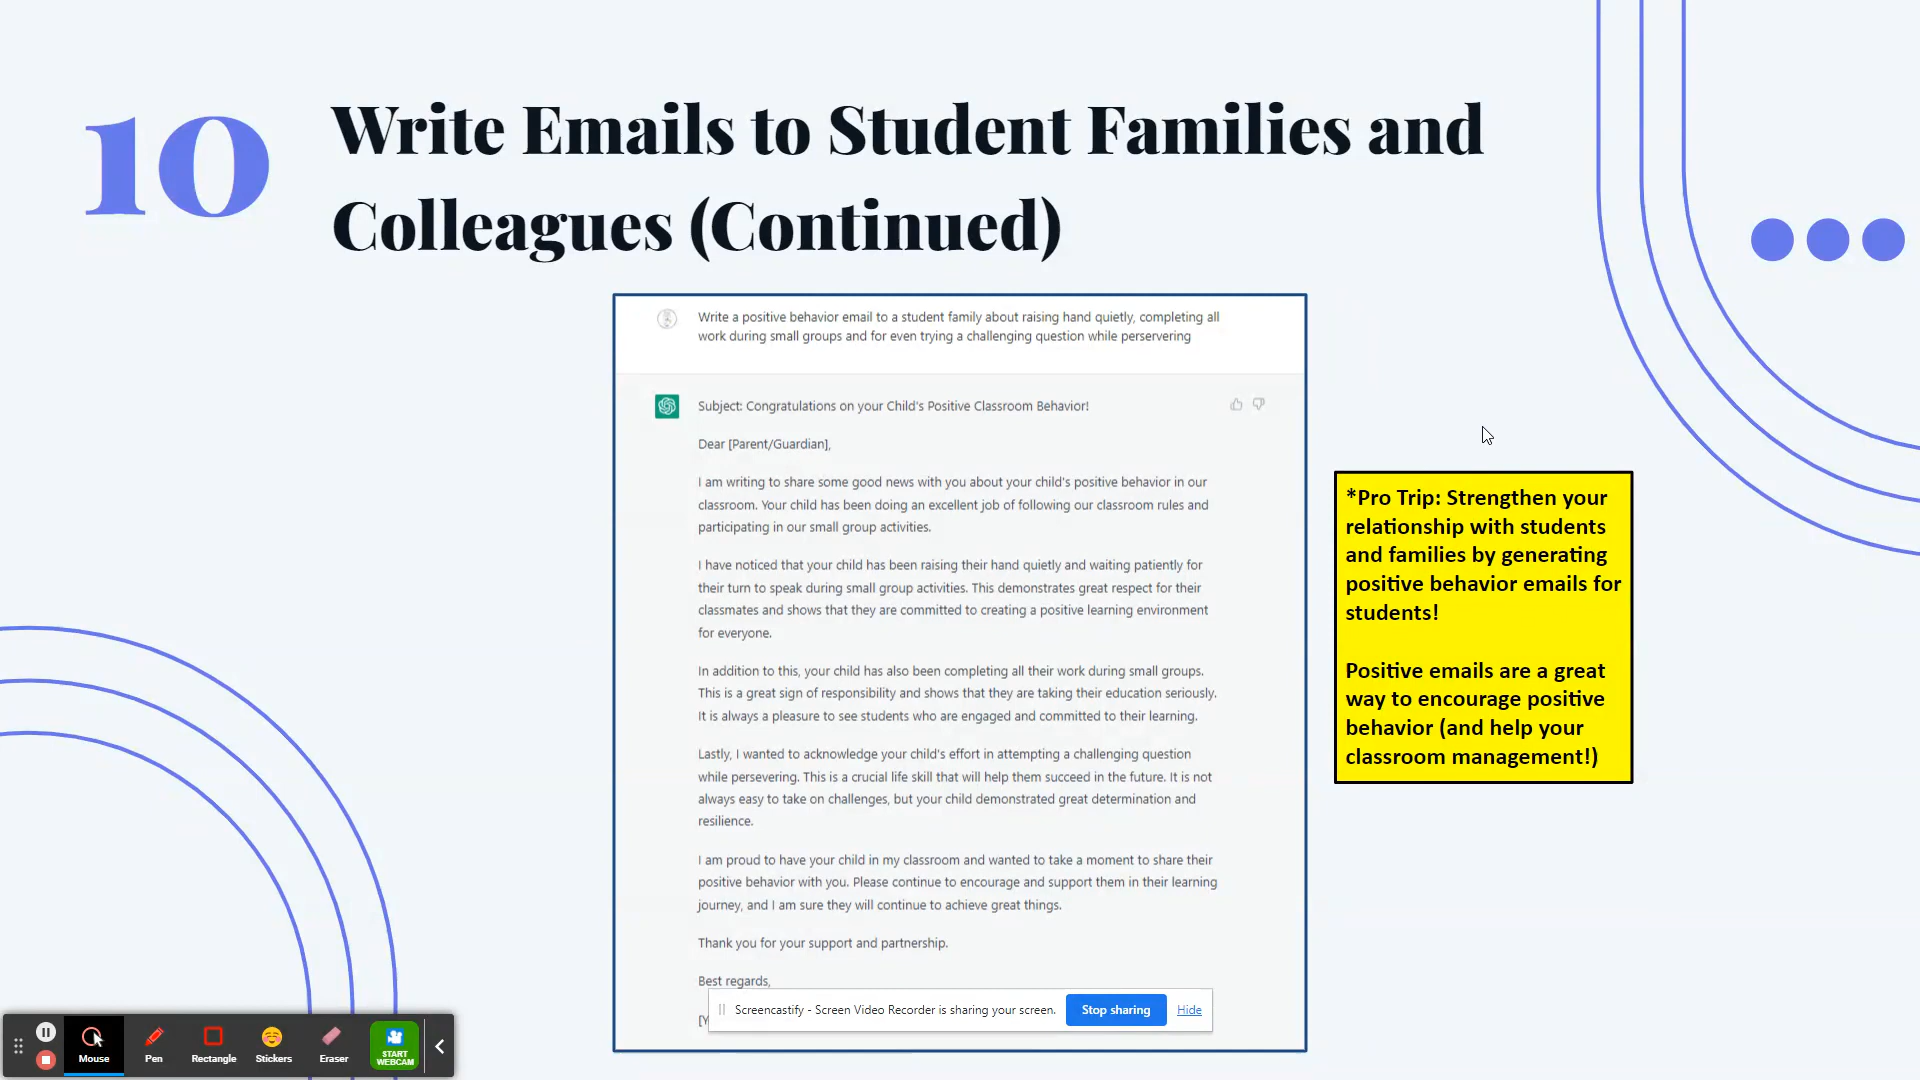 10
Write Emails to Student Families and
Colleagues (Continued)
Write a positive behavior email to a student family about raising hand quietly, completing all
work during small groups and for even trying a challenging question while perservering
Subject: Congratulations on your Child's Positive Classroom Behavior!
Dear [Parent/Guardian],
I am writing to share some good news with you about your child's positive behavior in our
classroom. Your child has been doing an excellent job of following our classroom rules and
participating in our small group activities.
I have noticed that your child has been raising their hand quietly and waiting patiently for
their turn to speak during small group activities. This demonstrates great respect for their
classmates and shows that they are committed to creating a positive learning environment
for everyone.
In addition to this, your child has also been completing all their work during small groups.
This is a great sign of responsibility and shows that they are taking their education seriously.
It is always a pleasure to see students who are engaged and committed to their learning.
Lastly, I wanted to acknowledge your child's effort in attempting a challenging question
while persevering. This is a crucial life skill that will help them succeed in the future. It is not
always easy to take on challenges, but your child demonstrated great determination and
resilience.
I am proud to have your child in my classroom and wanted to take a moment to share their
positive behavior with you. Please continue to encourage and support them in their learning
journey, and I am sure they will continue to achieve great things.
Thank you for your support and partnership.
Best regards,
*Pro Trip: Strengthen your
relationship with students
and families by generating
positive behavior emails for
students!
Positive emails are a great
way to encourage positive
behavior (and help your
classroom management!)
Screencastify - Screen Video Recorder is sharing your screen.
Stop sharing
Hide
Mouse
Pen
Rectangle
Stickers
Eraser
START
WEBCAM